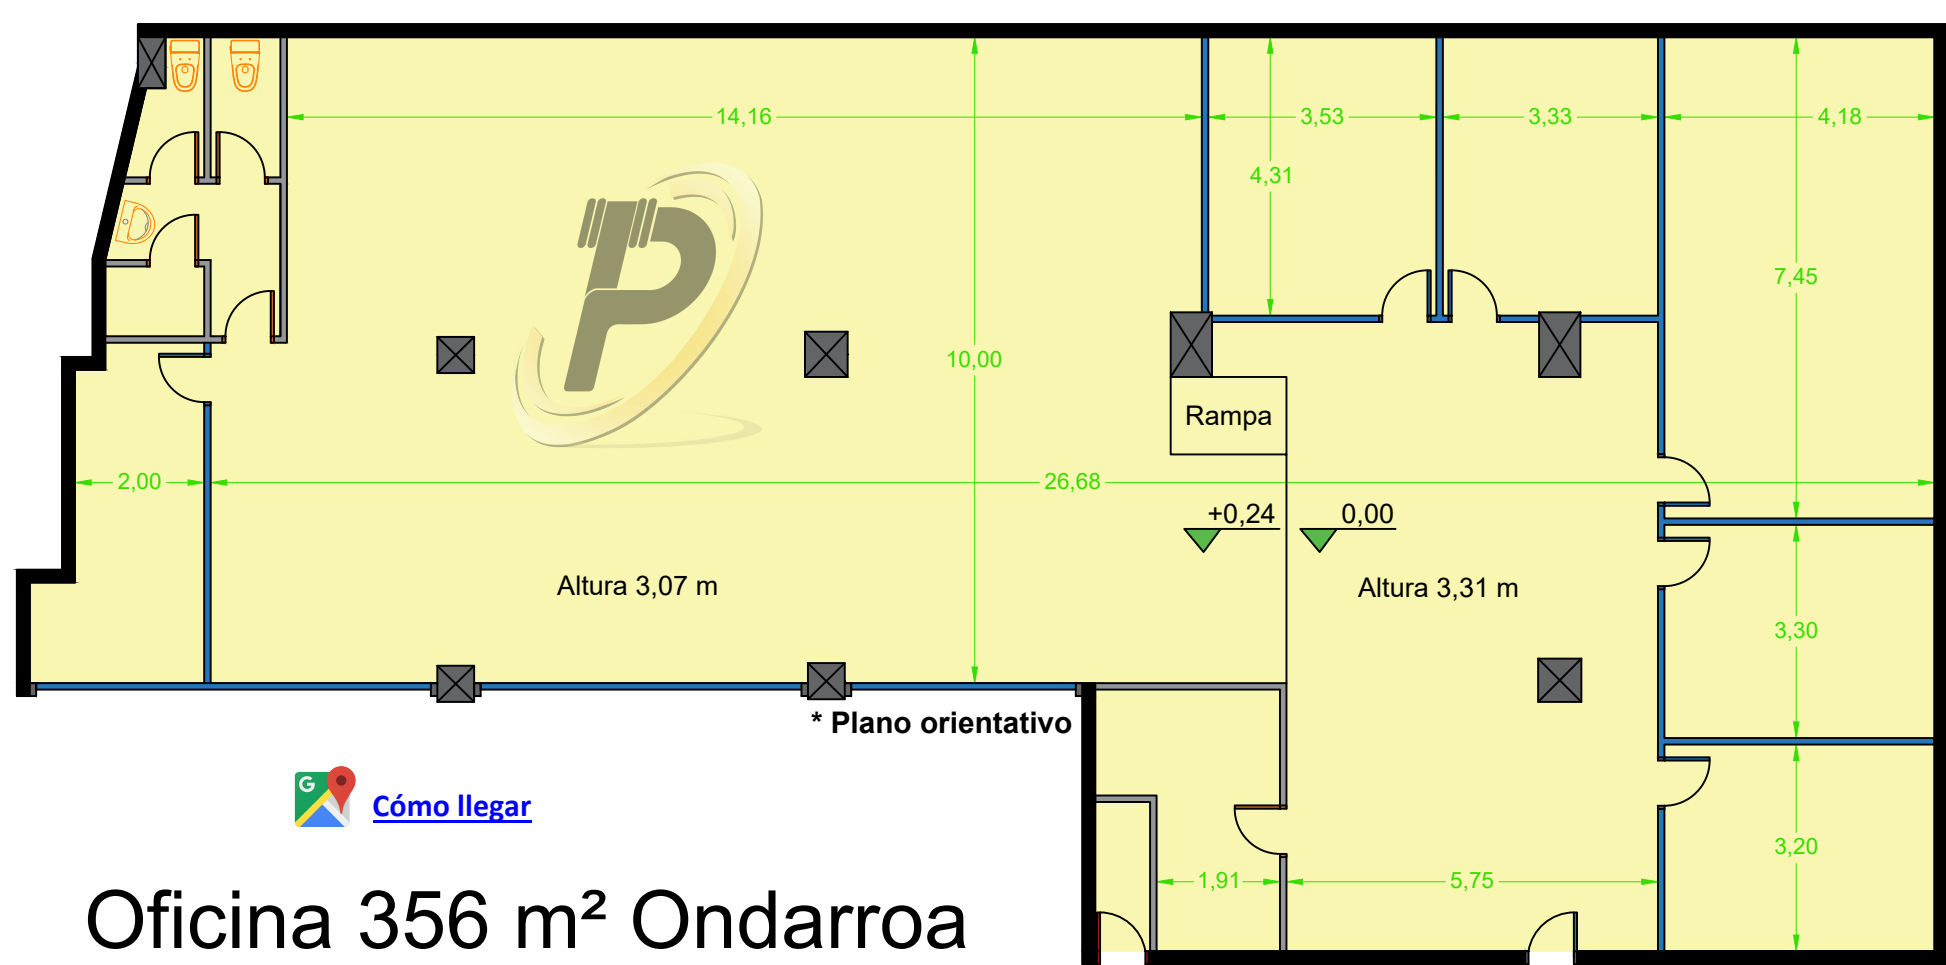 14,16
3,53
3,33
4,18
4,31
7,45
10,00
Rampa
2,00
26,68
+0,24
0,00
Altura 3,07 m
Altura 3,31 m
3,30
* Plano orientativo
G
Cómo llegar
3,20
1,91
5,75
Oficina 356 m² Ondarroa